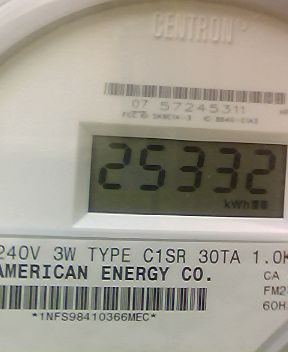 CENTRON®
07 57245311
25332
kWh
240V 3W TYPE C1SR 30TA 1.0K
AMERICAN ENERGY CO.
CA
FM2
60H
*1NFS98410366MEC*